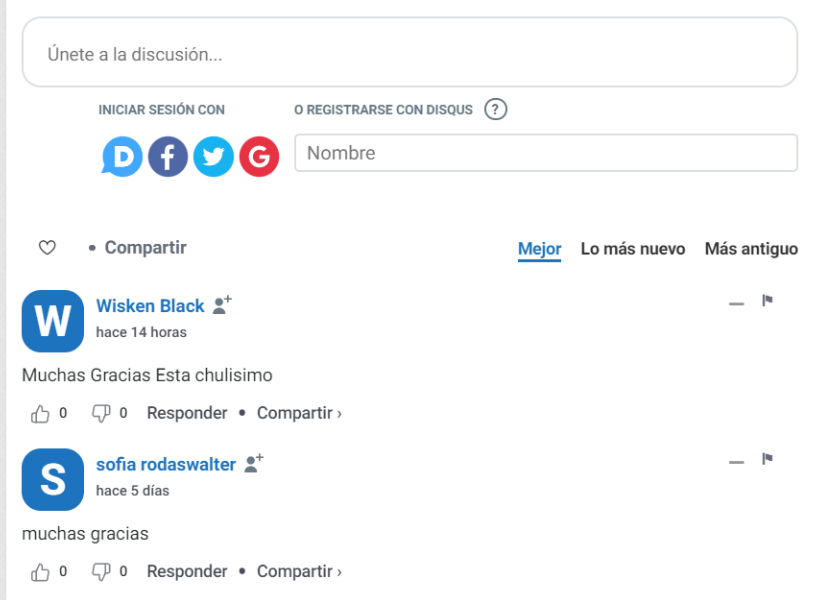 Únete a la discusión...
INICIAR SESIÓN CON O REGISTRARSE CON DISQUS ?
D f G Nombre
• Compartir Mejor Lo más nuevo Más antiguo
W Wisken Black
hace 14 horas
Muchas Gracias Esta chulisimo
0 0 Responder • Compartir ›
S sofia rodaswalter
hace 5 días
muchas gracias
0 0 Responder • Compartir ›